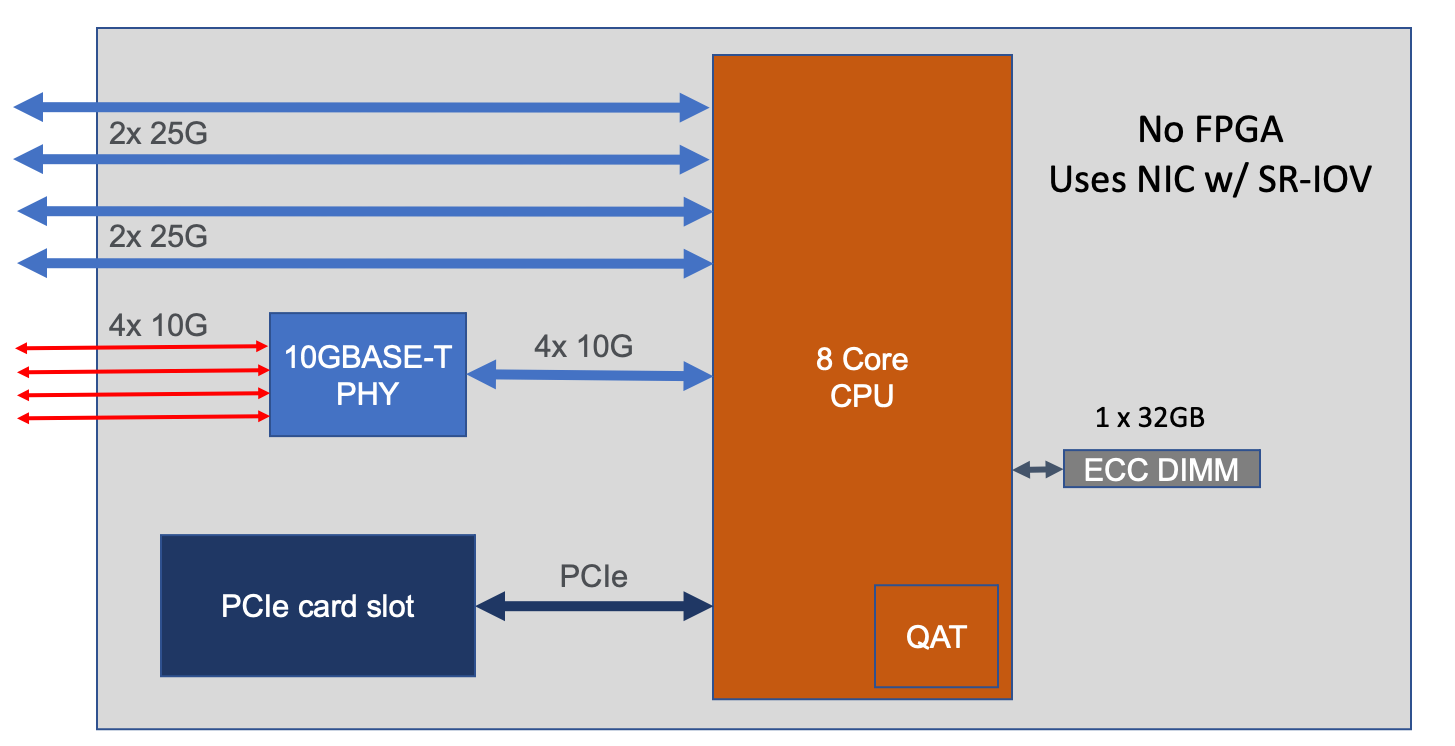 No FPGA
Uses NIC w/ SR-IOV
2x 25G
2x 25G
4x 10G
10GBASE-T
PHY
4x 10G
8 Core
CPU
1 x 32GB
ECC DIMM
PCIe card slot
PCIe
QAT